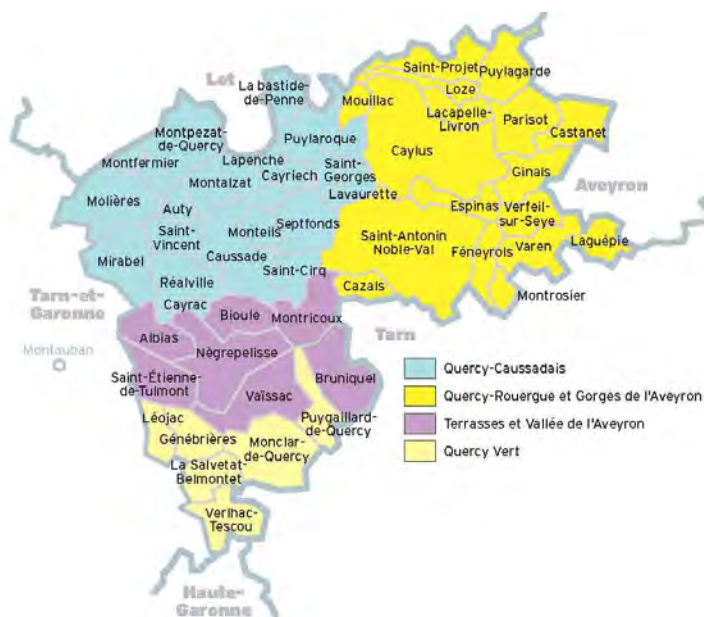 Saint-Projet
Puylagarde
Lot
La bastide-
de-Penne
Loze
Mouillac
Lacapelle-
Livron
Parisot
Castanet
Montpezat-
de-Quercy
Puylaroque
Montfermier
Lapenche
Saint-
Georges
Caylus
Ginais
Montalzat
Cayriech
Aveyron
Molières
Lavaurette
Auty
Espinas
Verfeil-
sur-Seye
Saint-
Vincent
Monteils
Septfonds
Saint-Antonin
Noble-Val
Laguépie
Mirabel
Caussade
Féneyrols
Varen
Saint-Cirq
Réalville
Cazals
Montrosier
Tarn-et-
Garonne
Cayrac
Bioule
Montricoux
Tarn
Albias
Montauban
Nègrepelisse
Saint-Étienne-
de-Tulmont
Vaïssac
Bruniquel
Léojac
Puygaillard-
de-Quercy
Génébrières
Monclar-
de-Quercy
La Salvetat-
Belmontet
Verlhac-
Tescou
Haute-
Garonne
Quercy-Caussadais
Quercy-Rouergue et Gorges de l'Aveyron
Terrasses et Vallée de l'Aveyron
Quercy Vert